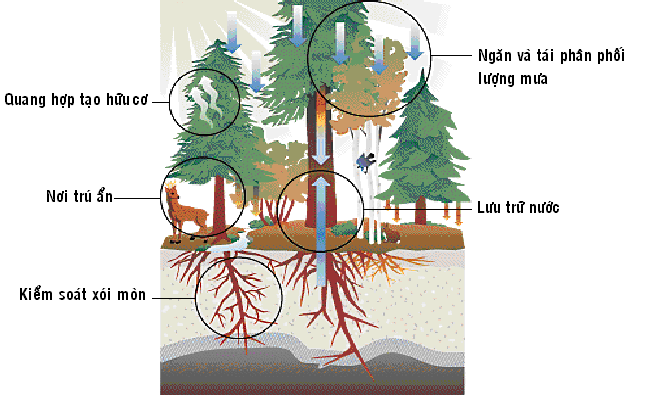 Ngăn và tái phân phối
lượng mưa
Quang hợp tạo hữu cơ
Nơi trú ẩn
Lưu trữ nước
Kiểm soát xói mòn